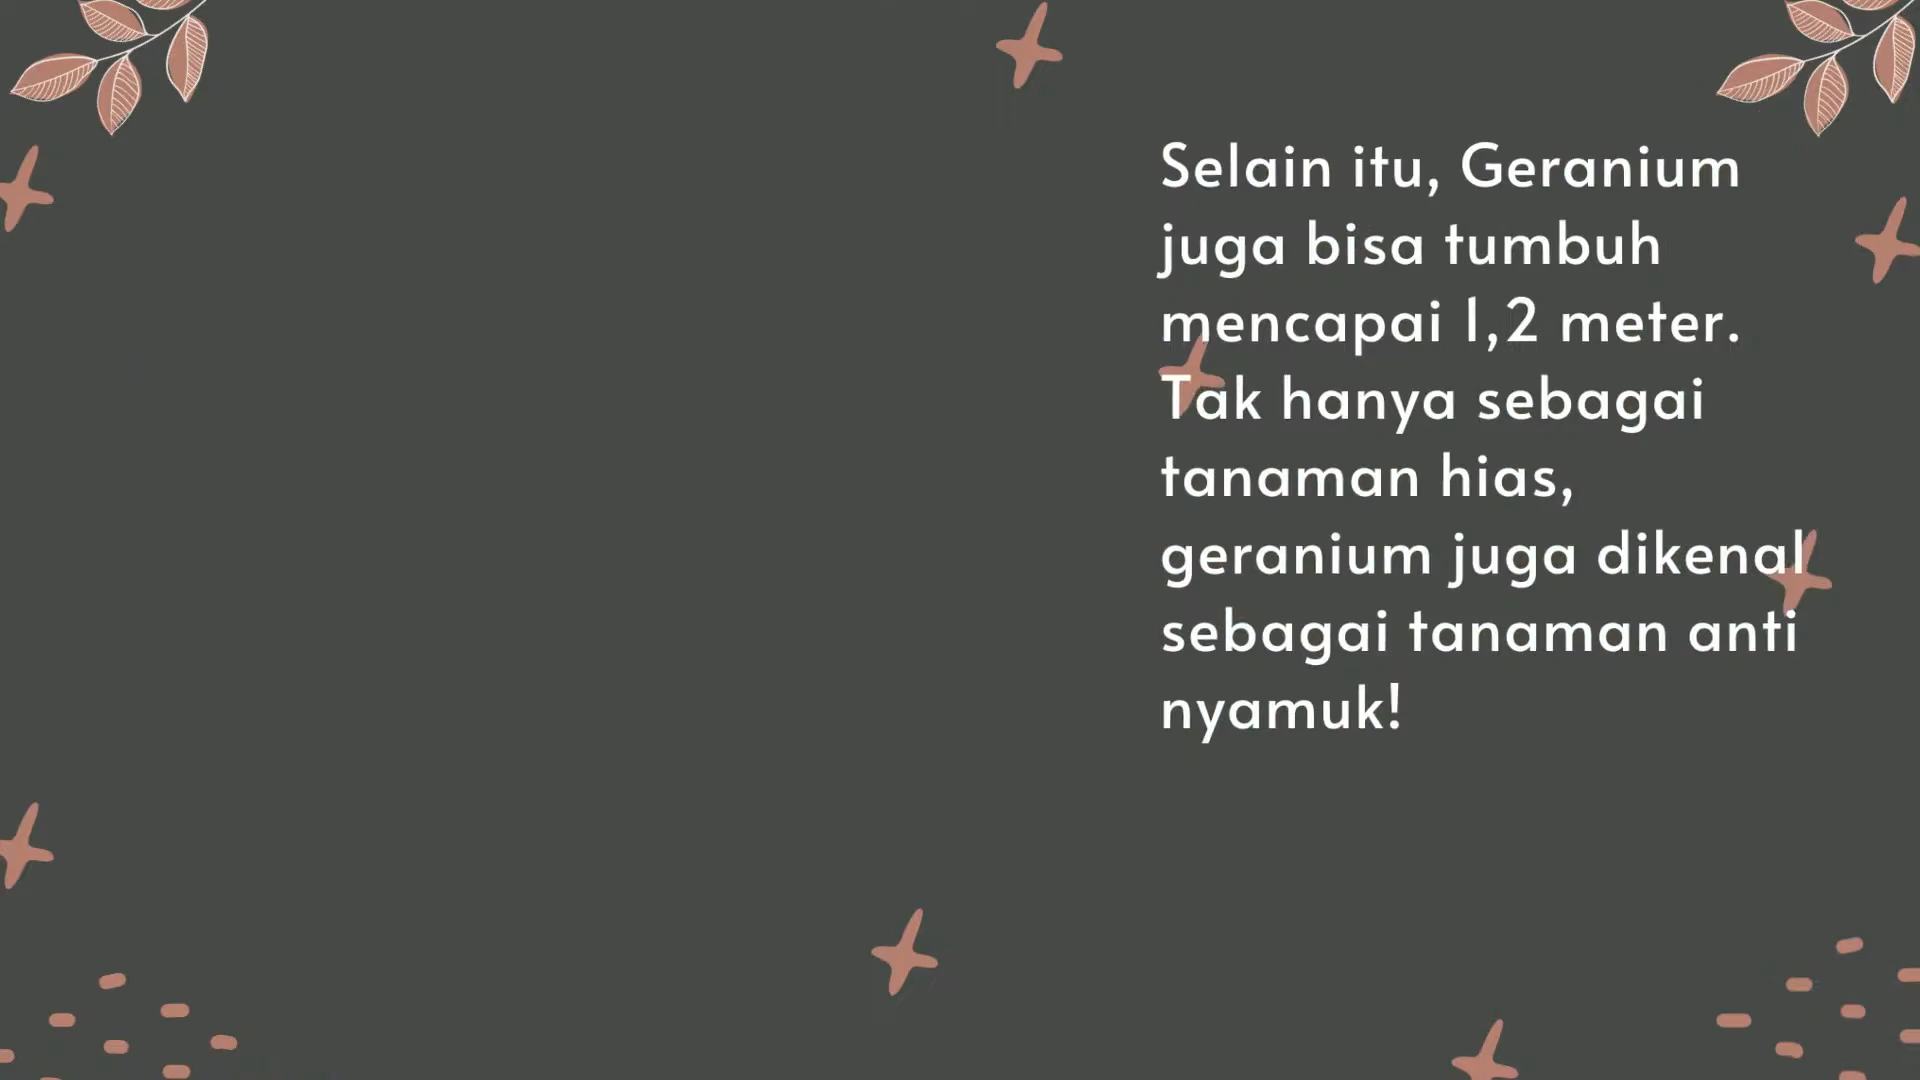 Selain itu, Geranium
juga bisa tumbuh
mencapai 1,2 meter.
Tak hanya sebagai
tanaman hias,
geranium juga dikenal
sebagai tanaman anti
nyamuk!